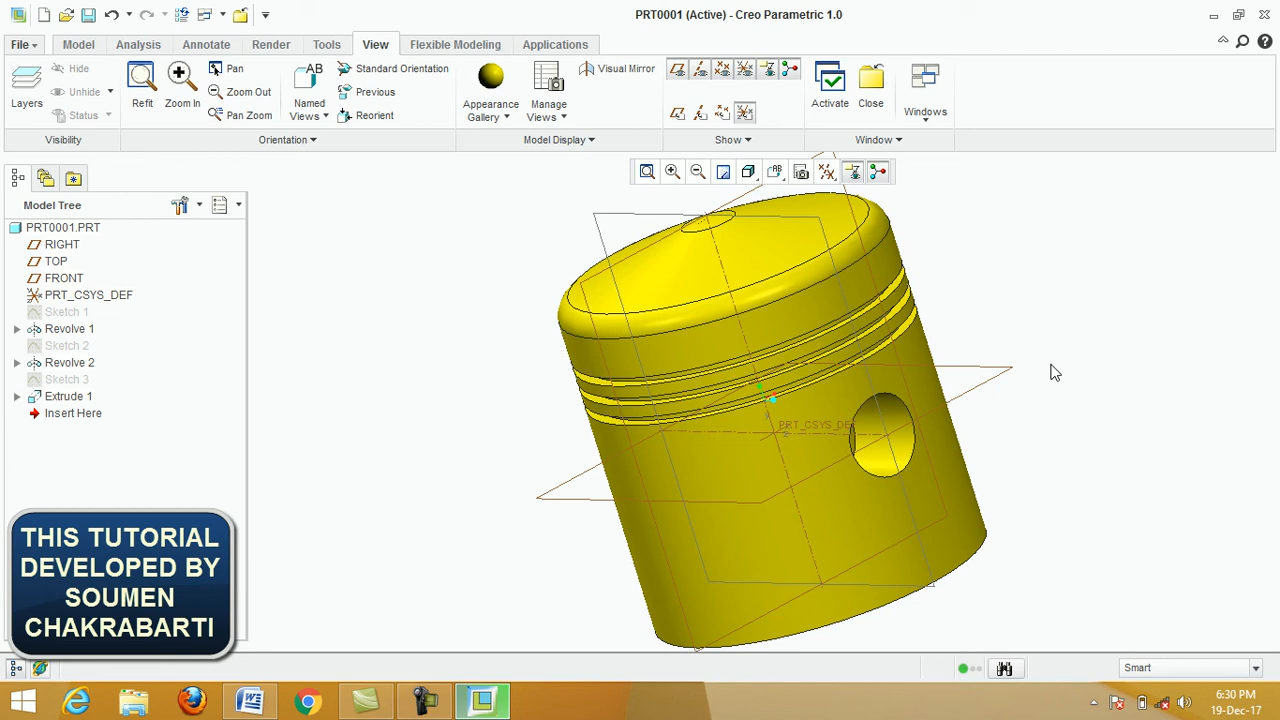 PRT0001 (Active) - Creo Parametric 1.0
File Model Analysis Annotate Render Tools View Flexible Modeling Applications
Layers
Hide
Unhide
Status
Visibility
Refit
Zoom In
Pan
Zoom Out
Pan Zoom
Named
Views
Standard Orientation
Previous
Reorient
Orientation
Appearance
Gallery
Manage
Views
Visual Mirror
Model Display
Show
Activate
Close
Windows
Window
Model Tree
PRT0001.PRT
RIGHT
TOP
FRONT
PRT_CSYS_DEF
Sketch 1
Revolve 1
Sketch 2
Revolve 2
Sketch 3
Extrude 1
Insert Here
PRT_CSYS_DEF
THIS TUTORIAL
DEVELOPED BY
SOUMEN
CHAKRABARTI
Smart
6:30 PM
19-Dec-17